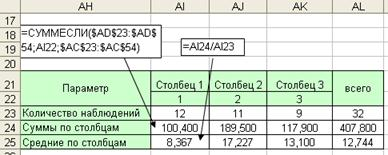 AH AI AJ AK AL
17
18 =СУММЕСЛИ($AD$23:$AD$
19 54;AI22;$AC$23:$AC$54) =AI24/AI23
20
21 Параметр Столбец 1 Столбец 2 Столбец 3 всего
22 1 2 3
23 Количество наблюдений 12 11 9 32
24 Суммы по столбцам 100,400 189,500 117,900 407,800
25 Средние по столбцам 8,367 17,227 13,100 12,744